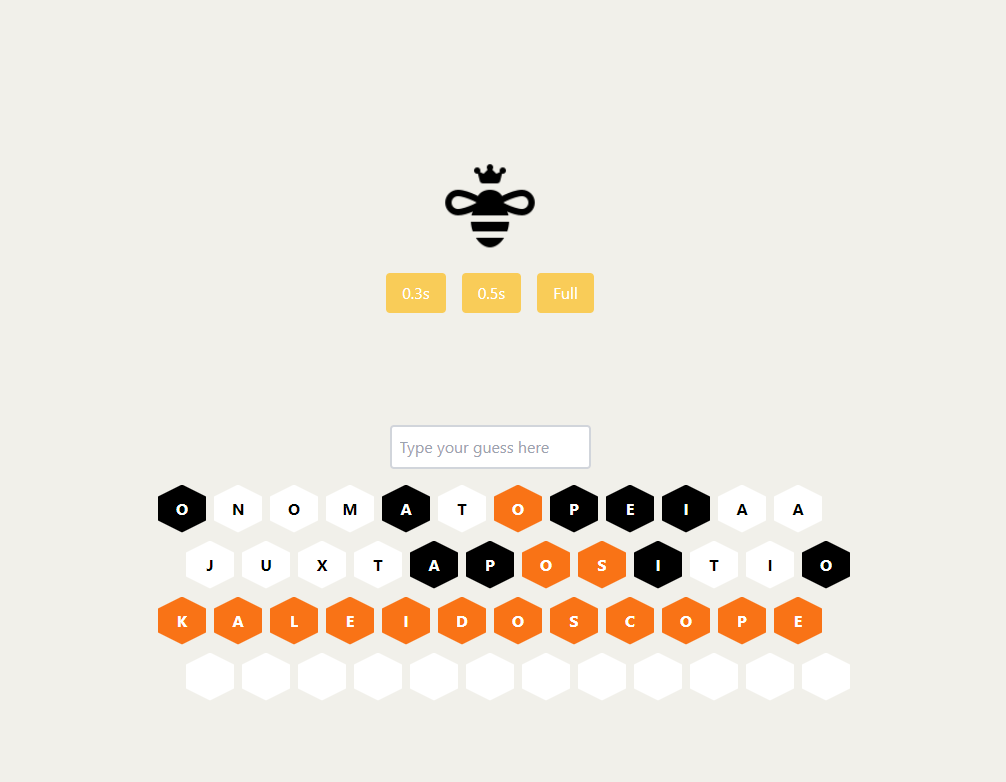 0.3s 0.5s Full
Type your guess here
O N O M A T O P E I A A
J U X T A P O S I T I O
K A L E I D O S C O P E